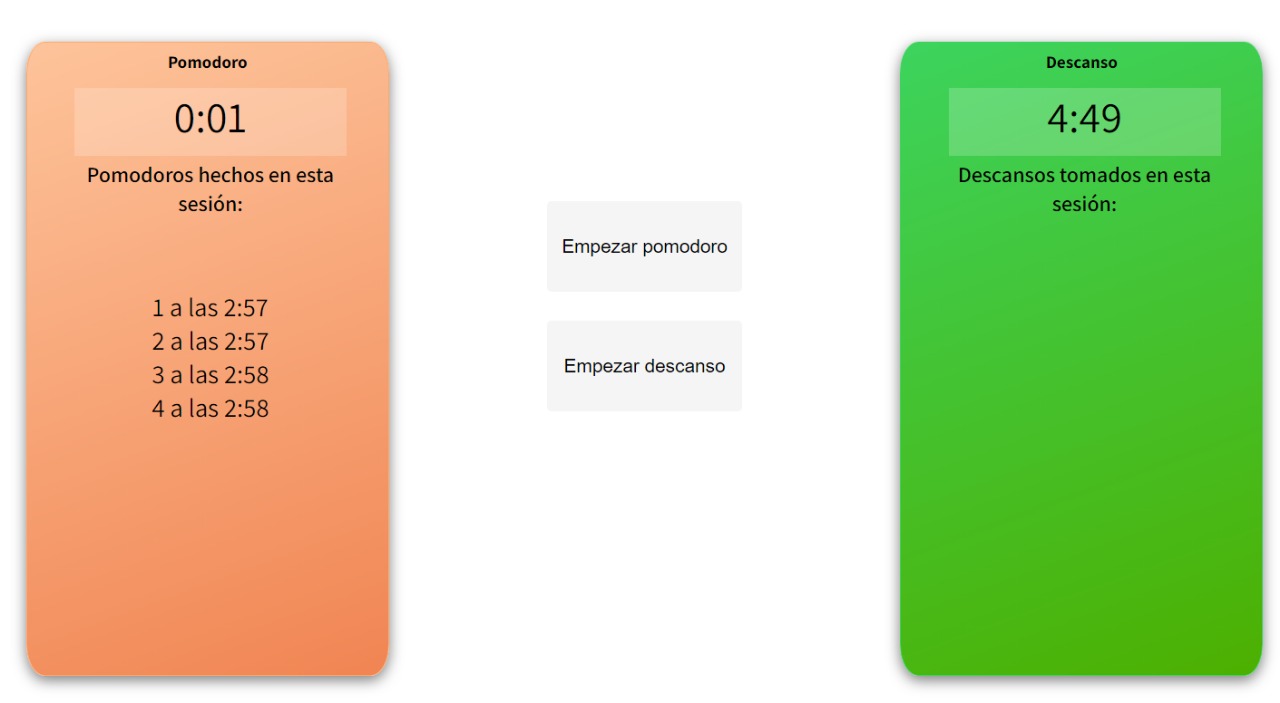 Pomodoro
0:01
Pomodoros hechos en esta
sesión:
1 a las 2:57
2 a las 2:57
3 a las 2:58
4 a las 2:58
Empezar pomodoro
Empezar descanso
Descanso
4:49
Descansos tomados en esta
sesión: